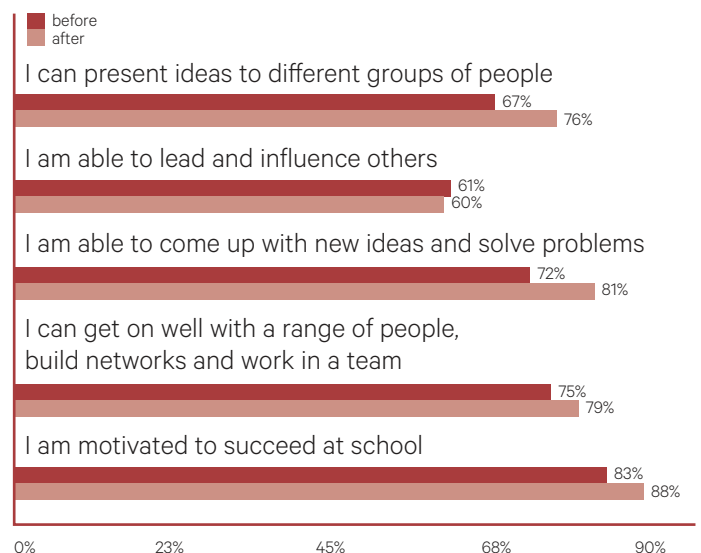 before
after
I can present ideas to different groups of people
67%
76%
I am able to lead and influence others
61%
60%
I am able to come up with new ideas and solve problems
72%
81%
I can get on well with a range of people,
build networks and work in a team
75%
79%
I am motivated to succeed at school
83%
88%
0% 23% 45% 68% 90%